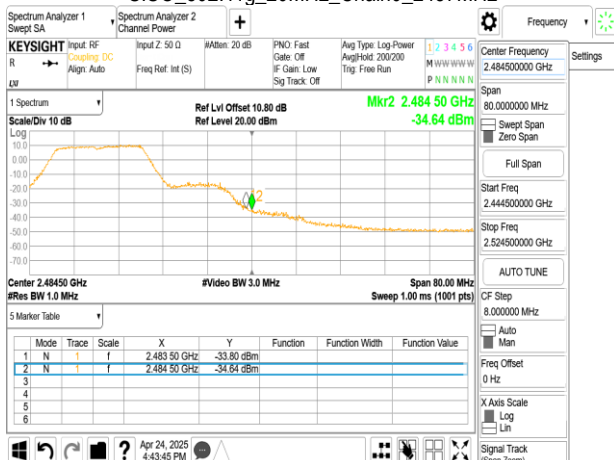 Spectrum Analyzer 1
Swept SA
Spectrum Analyzer 2
Channel Power
+
Frequency
Settings
KEYSIGHT
R
Input: RF
Coupling: DC
Align: Auto
Input Z: 50 Ω
Freq Ref: Int (S)
#Atten: 20 dB
PNO: Fast
Gate: Off
IF Gain: Low
Sig Track: Off
Avg Type: Log-Power
Avg|Hold: 200/200
Trig: Free Run
1 2 3 4 5 6
M W W W W W
P N N N N N
1 Spectrum
Scale/Div 10 dB
Log
Ref Lvl Offset 10.80 dB
Ref Level 20.00 dBm
Mkr2 2.484 50 GHz
-34.64 dBm
10.0
0.00
-10.0
-20.0
-30.0
-40.0
-50.0
-60.0
-70.0
2
Center 2.48450 GHz
#Res BW 1.0 MHz
#Video BW 3.0 MHz
Span 80.00 MHz
Sweep 1.00 ms (1001 pts)
5 Marker Table
Mode Trace Scale X Y Function Function Width Function Value
1 N 1 f 2.483 50 GHz -33.80 dBm
2 N 1 f 2.484 50 GHz -34.64 dBm
3
4
5
6
Apr 24, 2025
4:43:45 PM
Center Frequency
2.484500000 GHz
Span
80.0000000 MHz
Swept Span
Zero Span
Full Span
Start Freq
2.444500000 GHz
Stop Freq
2.524500000 GHz
AUTO TUNE
CF Step
8.000000 MHz
Auto
Man
Freq Offset
0 Hz
X Axis Scale
Log
Lin
Signal Track
(Span Zoom)